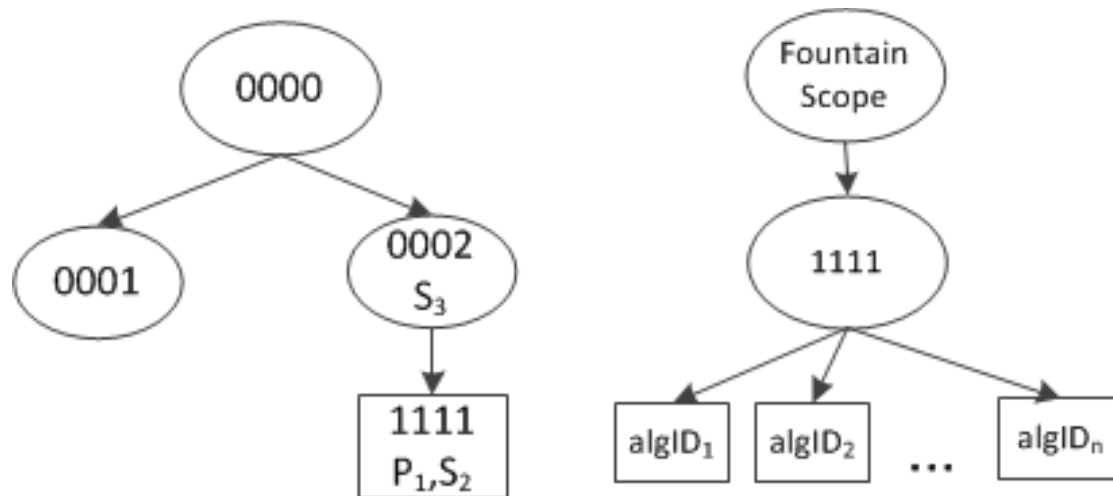 0000
0001
0002
S₃
1111
P₁,S₂
Fountain
Scope
1111
algID₁
algID₂
...
algIDₙ